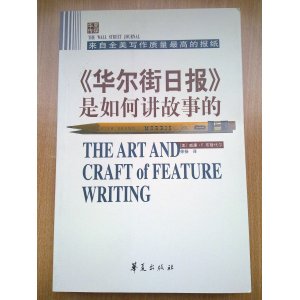 THE WALL STREET JOURNAL
来自全美写作质量最高的报纸
《华尔街日报》
是如何讲故事的
THE ART AND
CRAFT of FEATURE
WRITING
华夏出版社